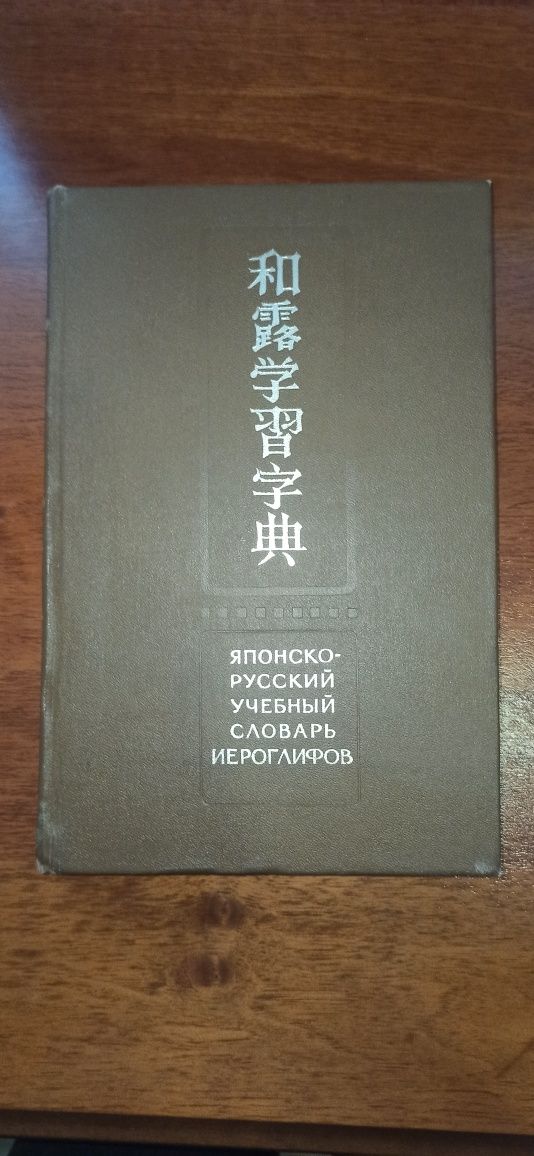 和露学習字典
ЯПОНСКО-
РУССКИЙ
УЧЕБНЫЙ
СЛОВАРЬ
ИЕРОГЛИФОВ